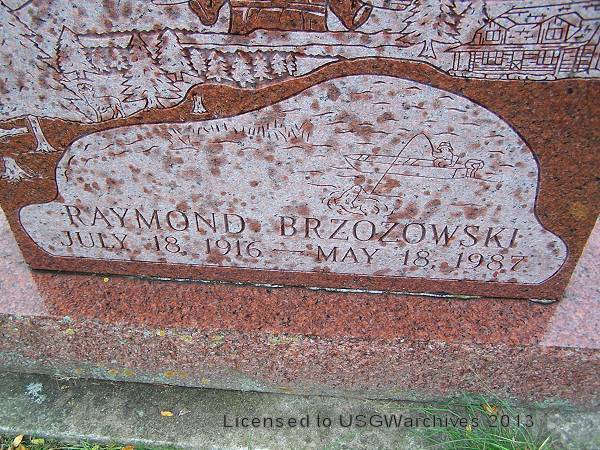 RAYMOND BRZOZOWSKI
JULY 18, 1916 — MAY 18, 1987
Licensed to USGWarchives 2013